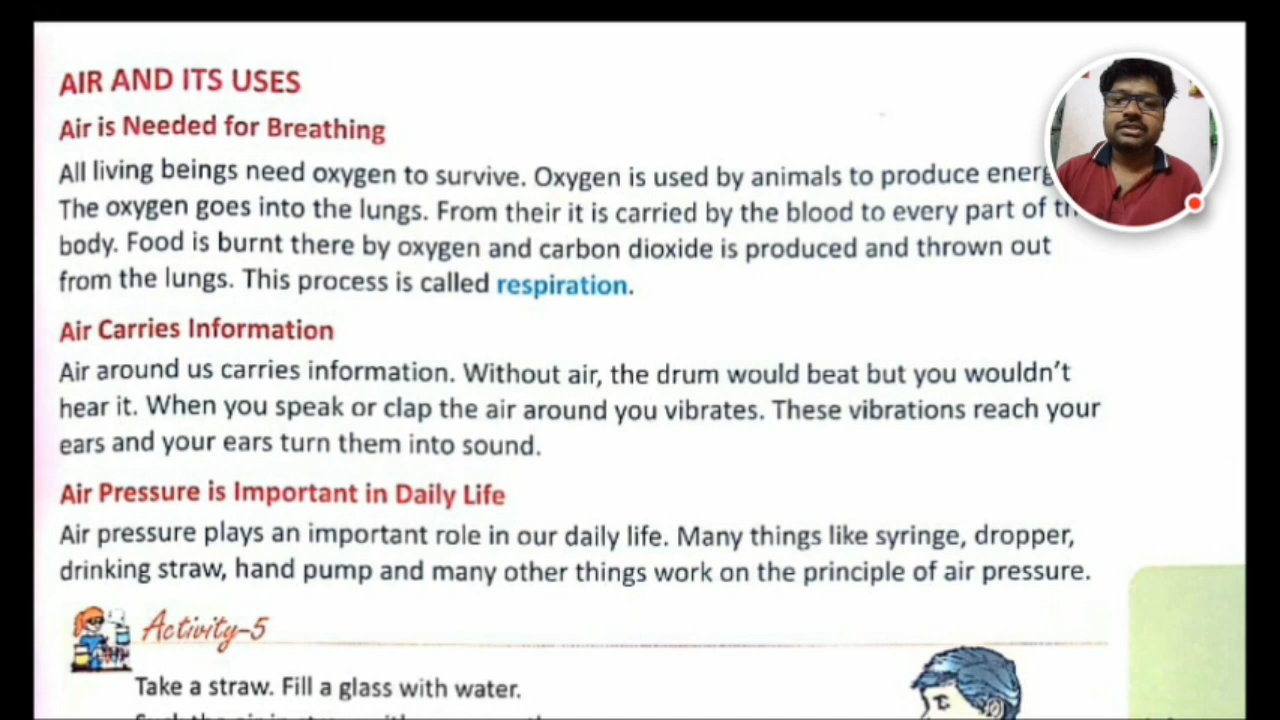 AIR AND ITS USES
Air is Needed for Breathing
All living beings need oxygen to survive. Oxygen is used by animals to produce
The oxygen goes into the lungs. From their it is carried by the blood to every part of
body. Food is burnt there by oxygen and carbon dioxide is produced and thrown out
from the lungs. This process is called respiration.
Air Carries Information
Air around us carries information. Without air, the drum would beat but you wouldn't
hear it. When you speak or clap the air around you vibrates. These vibrations reach your
ears and your ears turn them into sound.
Air Pressure is Important in Daily Life
Air pressure plays an important role in our daily life. Many things like syringe, dropper,
drinking straw, hand pump and many other things work on the principle of air pressure.
Activity-5
Take a straw. Fill a glass with water.